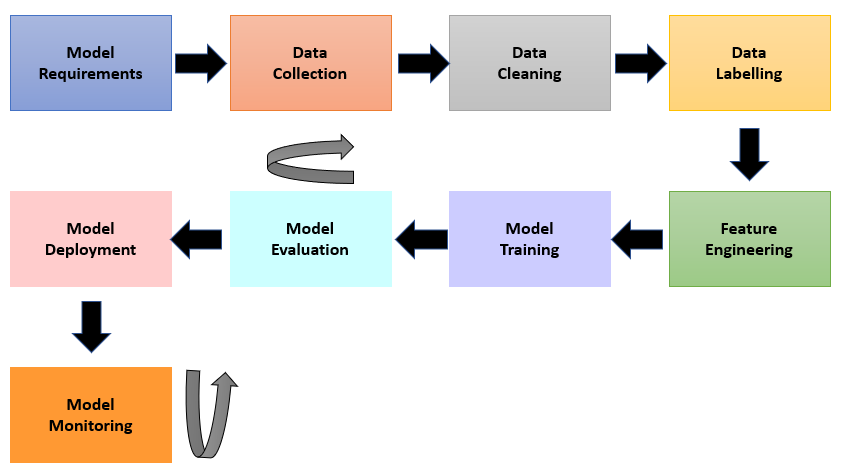 Model
Requirements
Data
Collection
Data
Cleaning
Data
Labelling
Model
Deployment
Model
Evaluation
Model
Training
Feature
Engineering
Model
Monitoring